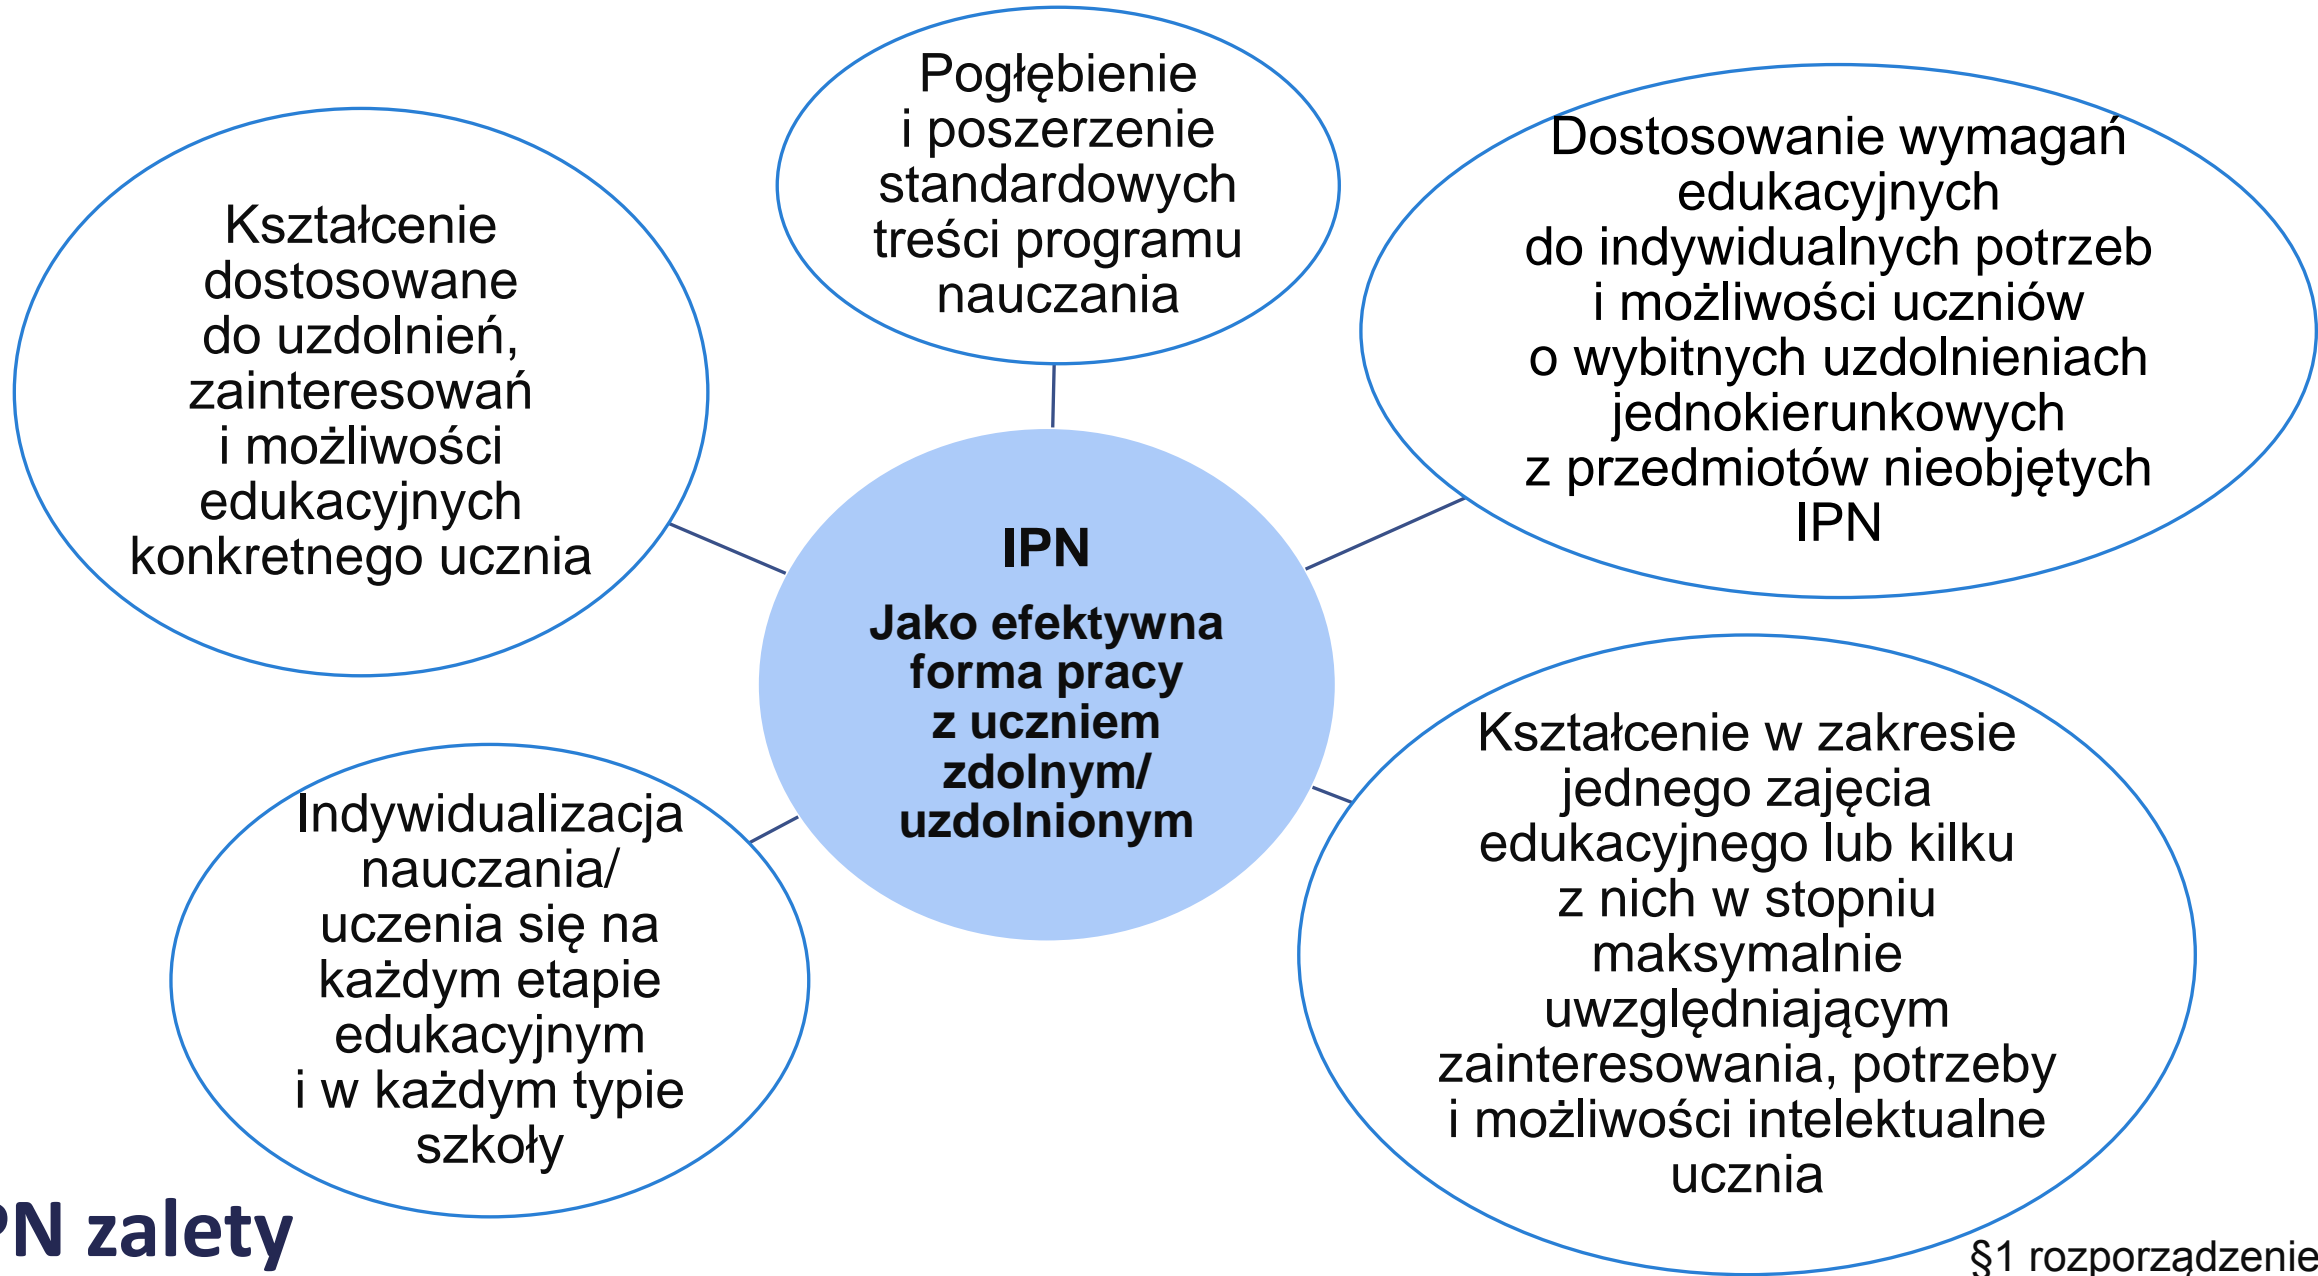 Pogłębienie
i poszerzenie
standardowych
treści programu
nauczania
Kształcenie
dostosowane
do uzdolnień,
zainteresowań
i możliwości
edukacyjnych
konkretnego ucznia
Dostosowanie wymagań
edukacyjnych
do indywidualnych potrzeb
i możliwości uczniów
o wybitnych uzdolnieniach
jednokierunkowych
z przedmiotów nieobjętych
IPN
IPN
Jako efektywna
forma pracy
z uczniem
zdolnym/
uzdolnionym
Indywidualizacja
nauczania/
uczenia się na
każdym etapie
edukacyjnym
i w każdym typie
szkoły
Kształcenie w zakresie
jednego zajęcia
edukacyjnego lub kilku
z nich w stopniu
maksymalnie
uwzględniającym
zainteresowania, potrzeby
i możliwości intelektualne
ucznia
PN zalety
§1 rozporządzenie